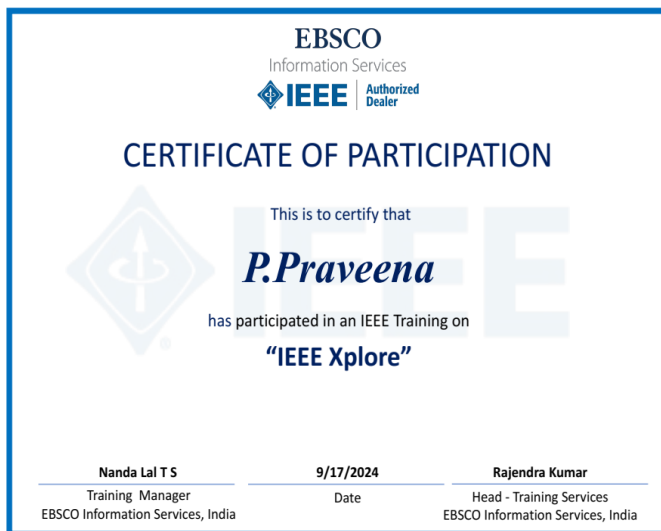 EBSCO
Information Services
IEEE Authorized Dealer
CERTIFICATE OF PARTICIPATION
This is to certify that
P.Praveena
has participated in an IEEE Training on
“IEEE Xplore”
Nanda Lal T S
Training Manager
EBSCO Information Services, India
9/17/2024
Date
Rajendra Kumar
Head - Training Services
EBSCO Information Services, India
IEEE